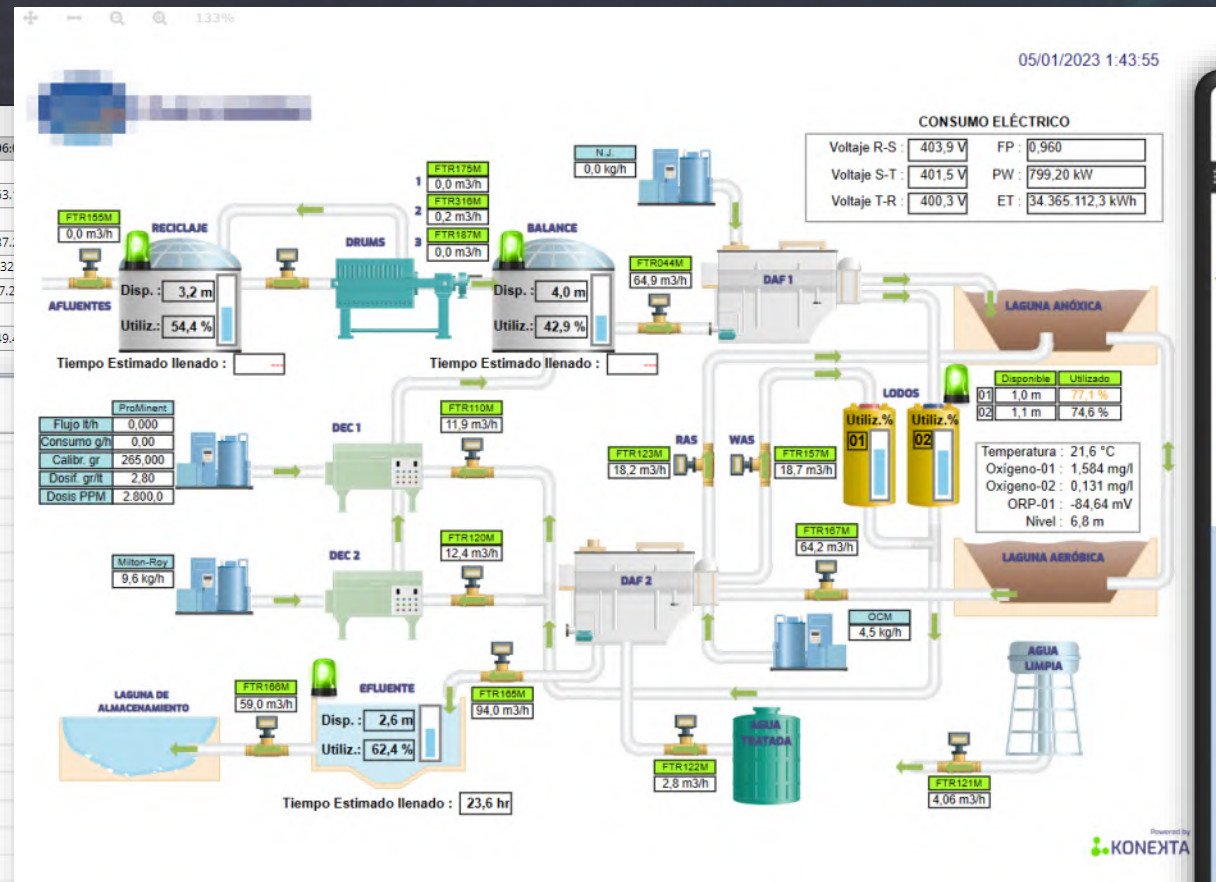 133%
05/01/2023 1:43:55
CONSUMO ELÉCTRICO
Voltaje R-S : 403,9 V FP : 0,960
Voltaje S-T : 401,5 V PW : 799,20 kW
Voltaje T-R : 400,3 V ET : 34.365.112,3 kWh
N.J.
0,0 kg/h
FTR175M
1 0,0 m3/h
FTR316M
2 0,2 m3/h
FTR187M
3 0,0 m3/h
FTR155M
0,0 m3/h
RECICLAJE
DRUMS
BALANCE
AFLUENTES
Disp. : 3,2 m
Utiliz.: 54,4 %
Tiempo Estimado llenado : ---
Disp. : 4,0 m
Utiliz.: 42,9 %
Tiempo Estimado llenado : ---
FTR044M
64,9 m3/h
DAF 1
LAGUNA ANÓXICA
LODOS
Disponible Utilizado
01 1,0 m 77,1 %
02 1,1 m 74,6 %
Utiliz.% Utiliz.%
01 02
ProMinent
Flujo lt/h 0,000
Consumo g/h 0,00
Calibr. gr 265,000
Dosif. gr/lt 2,80
Dosis PPM 2.800,0
DEC 1
FTR110M
11,9 m3/h
RAS WAS
FTR123M
18,2 m3/h
FTR157M
18,7 m3/h
Temperatura : 21,6 °C
Oxígeno-01 : 1,584 mg/l
Oxígeno-02 : 0,131 mg/l
ORP-01 : -84,64 mV
Nivel : 6,8 m
Milton-Roy
9,6 kg/h
DEC 2
FTR120M
12,4 m3/h
DAF 2
FTR167M
64,2 m3/h
LAGUNA AERÓBICA
OCM
4,5 kg/h
AGUA
LIMPIA
LAGUNA DE
ALMACENAMIENTO
FTR166M
59,0 m3/h
EFLUENTE
Disp. : 2,6 m
Utiliz.: 62,4 %
Tiempo Estimado llenado : 23,6 hr
FTR165M
94,0 m3/h
FTR122M
2,8 m3/h
AGUA
TRATADA
FTR121M
4,06 m3/h
Powered by
KONEKTA